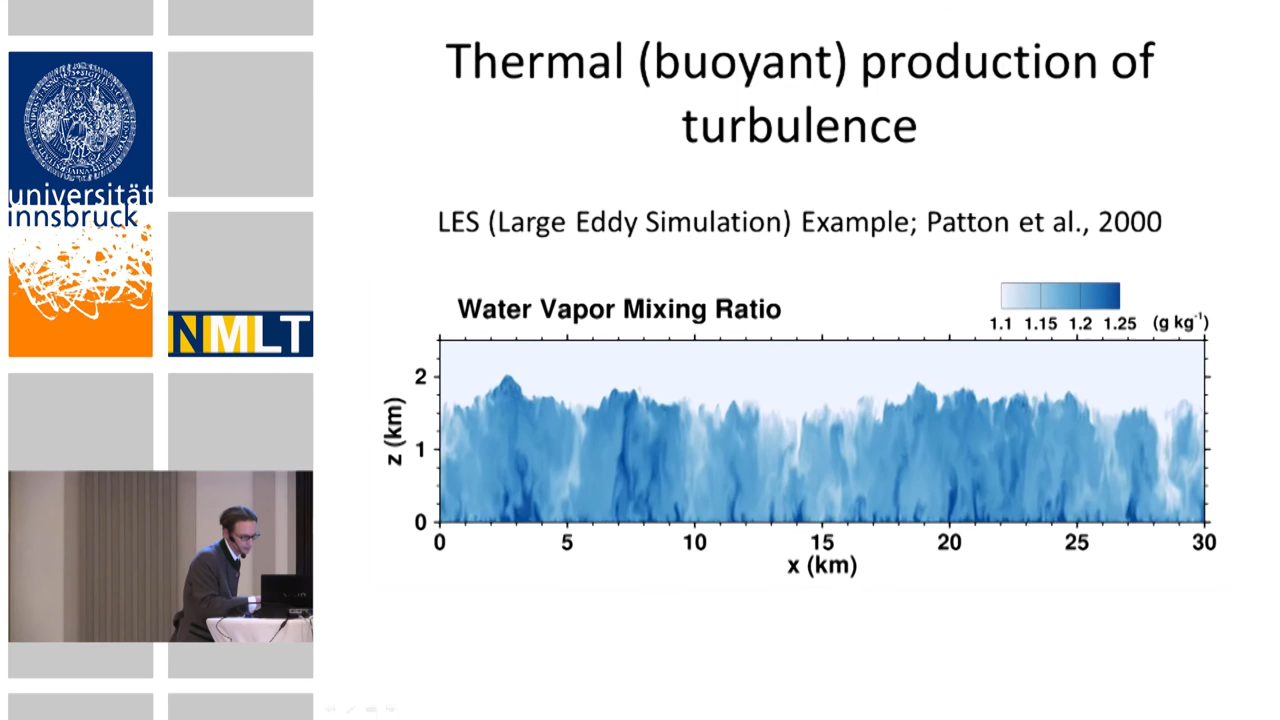 Thermal (buoyant) production of
turbulence
LES (Large Eddy Simulation) Example; Patton et al., 2000
universität
innsbruck
NMLT
Water Vapor Mixing Ratio
1.1 1.15 1.2 1.25 (g kg⁻¹)
2
1
0
z (km)
0 5 10 15 20 25 30
x (km)